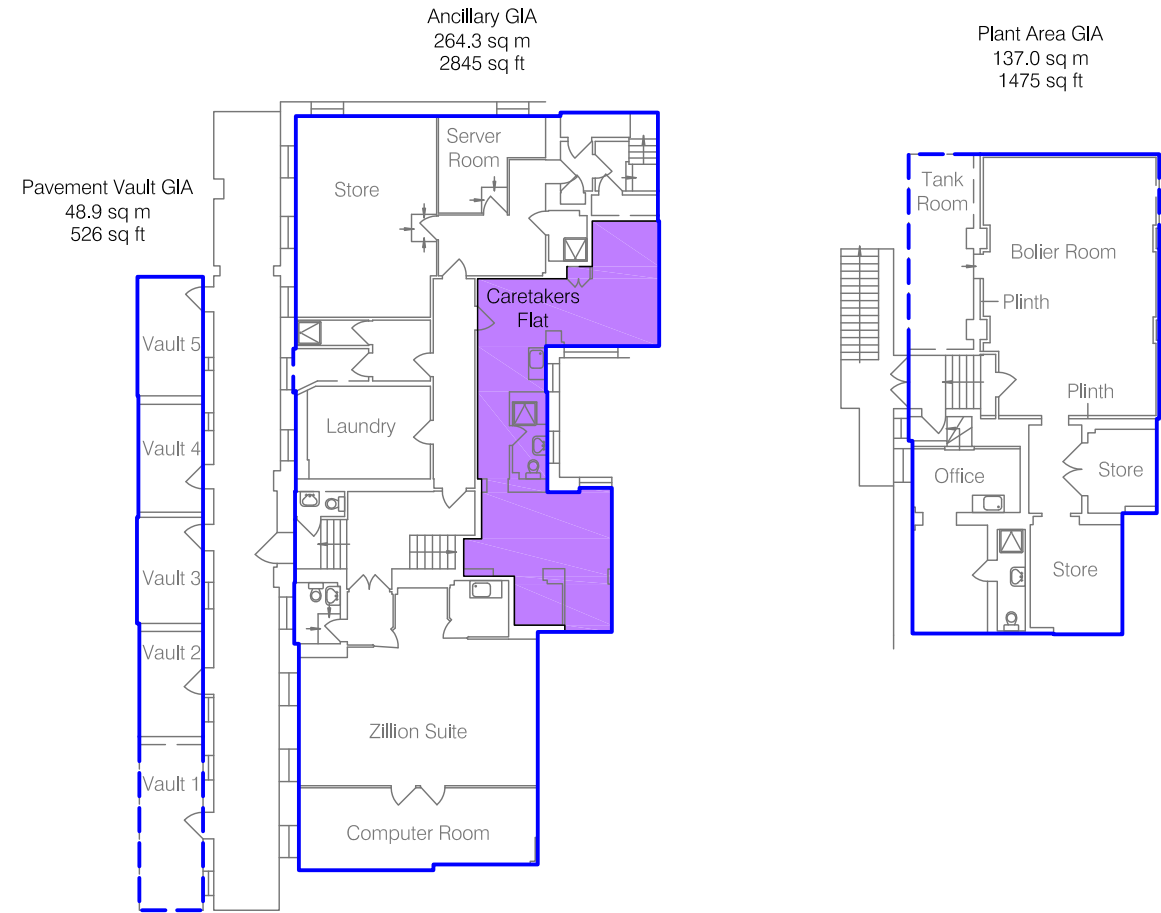 Ancillary GIA
264.3 sq m
2845 sq ft
Plant Area GIA
137.0 sq m
1475 sq ft
Pavement Vault GIA
48.9 sq m
526 sq ft
Server
Room
Store
Caretakers
Flat
Laundry
Zillion Suite
Computer Room
Vault 5
Vault 4
Vault 3
Vault 2
Vault 1
Tank
Room
Bolier Room
Plinth
Plinth
Office
Store
Store